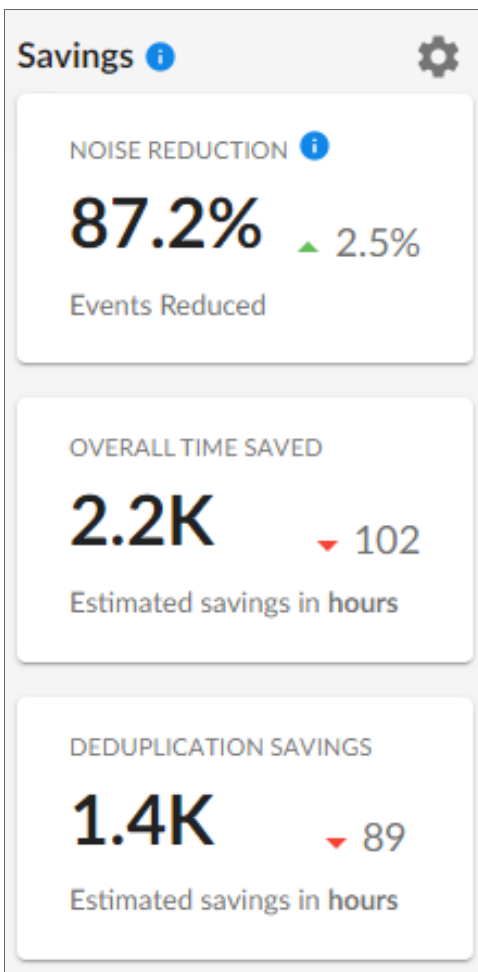 Savings
NOISE REDUCTION
87.2% 2.5%
Events Reduced
OVERALL TIME SAVED
2.2K 102
Estimated savings in hours
DEDUPLICATION SAVINGS
1.4K 89
Estimated savings in hours